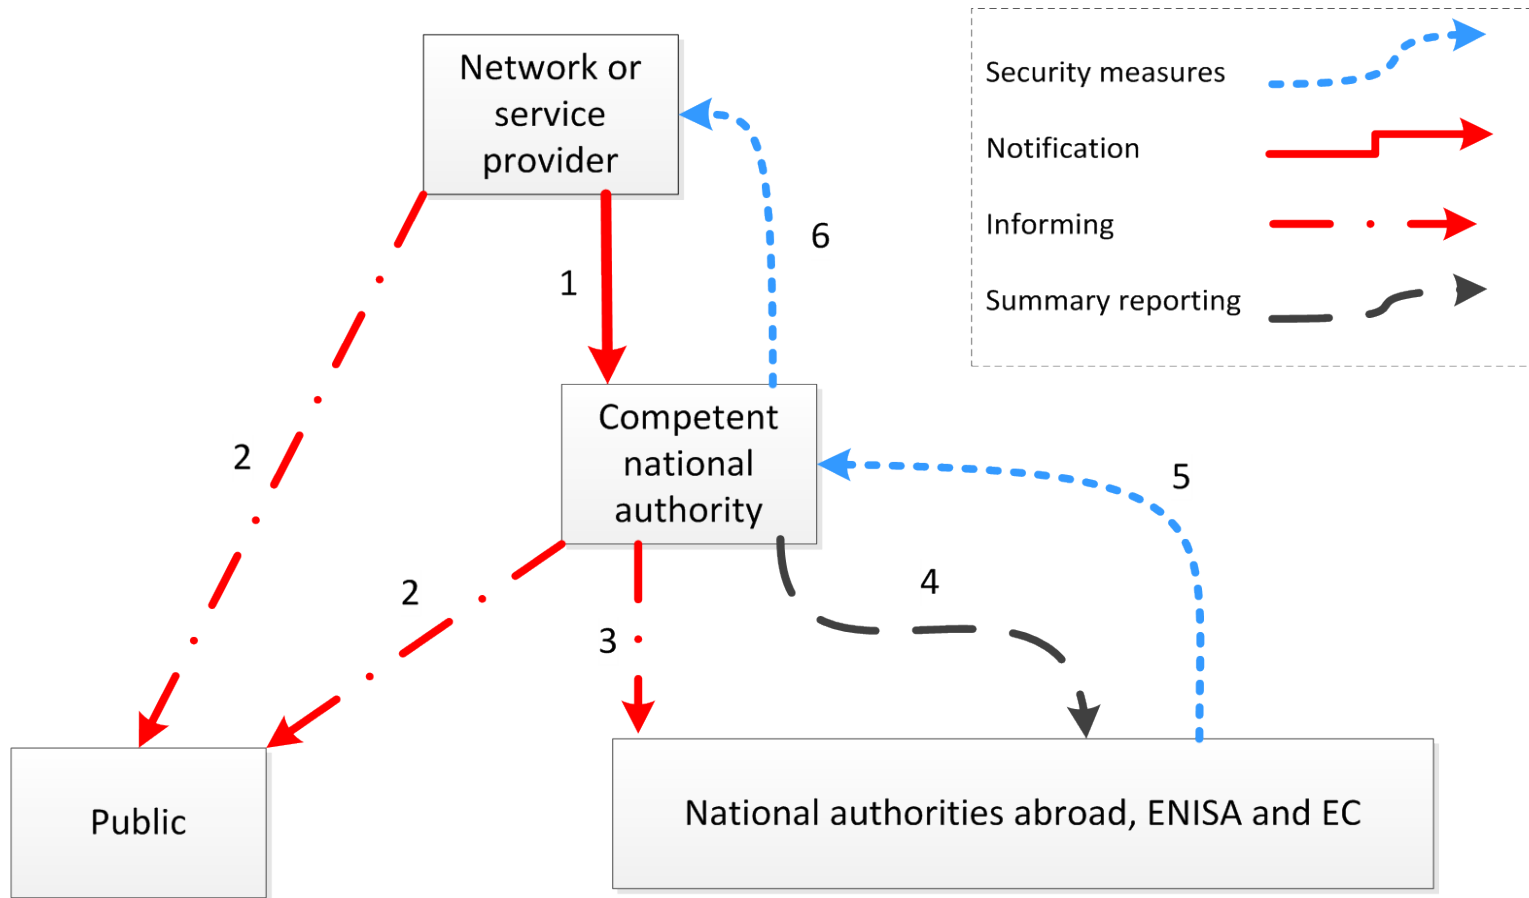 Network or
service
provider
Security measures
Notification
Informing
Summary reporting
6
1
Competent
national
authority
2
5
2
4
3
Public
National authorities abroad, ENISA and EC